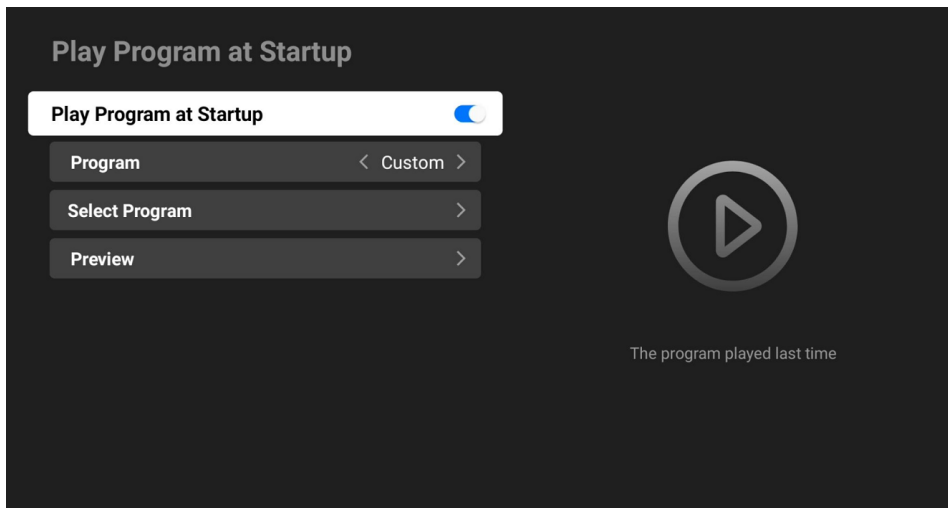 Play Program at Startup
Play Program at Startup
Program < Custom >
Select Program >
Preview >
The program played last time